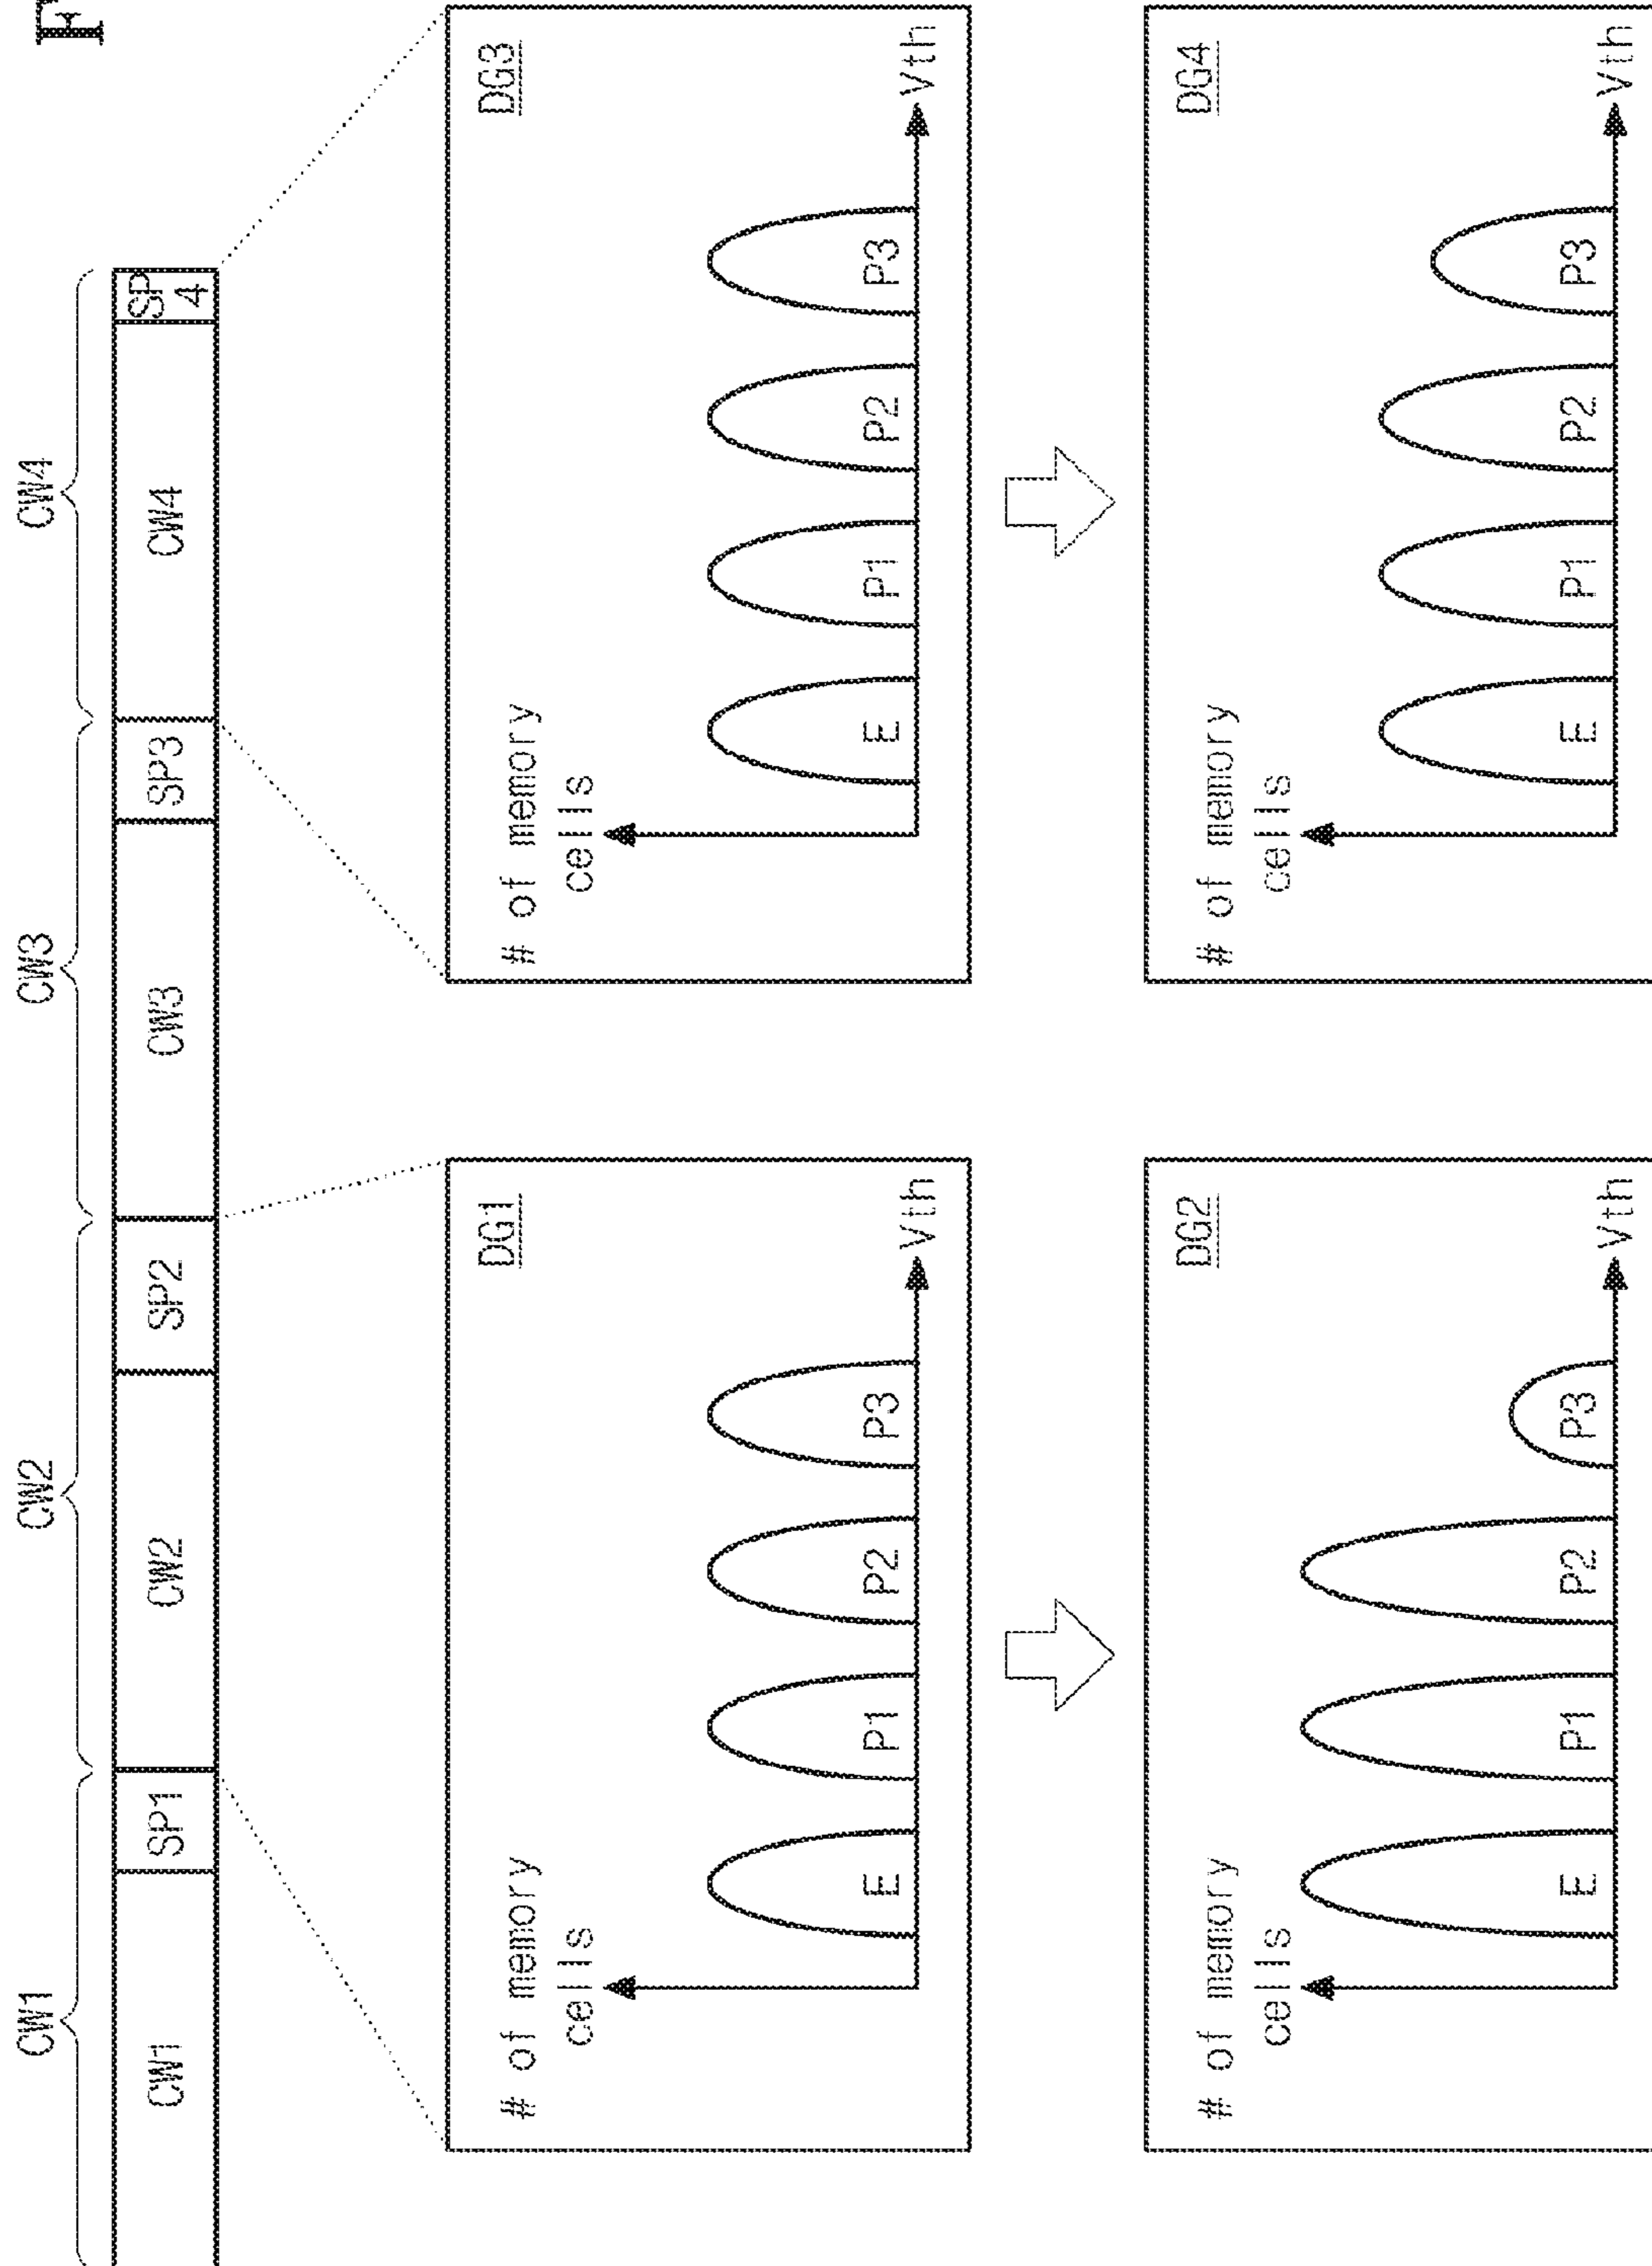 F
CW1 CW2 CW3 CW4
CW1 SP1 CW2 SP2 CW3 SP3 CW4 SP
4
DG1
# of memory
cells
E P1 P2 P3
Vth
DG3
# of memory
cells
E P1 P2 P3
Vth
DG2
# of memory
cells
E P1 P2 P3
Vth
DG4
# of memory
cells
E P1 P2 P3
Vth